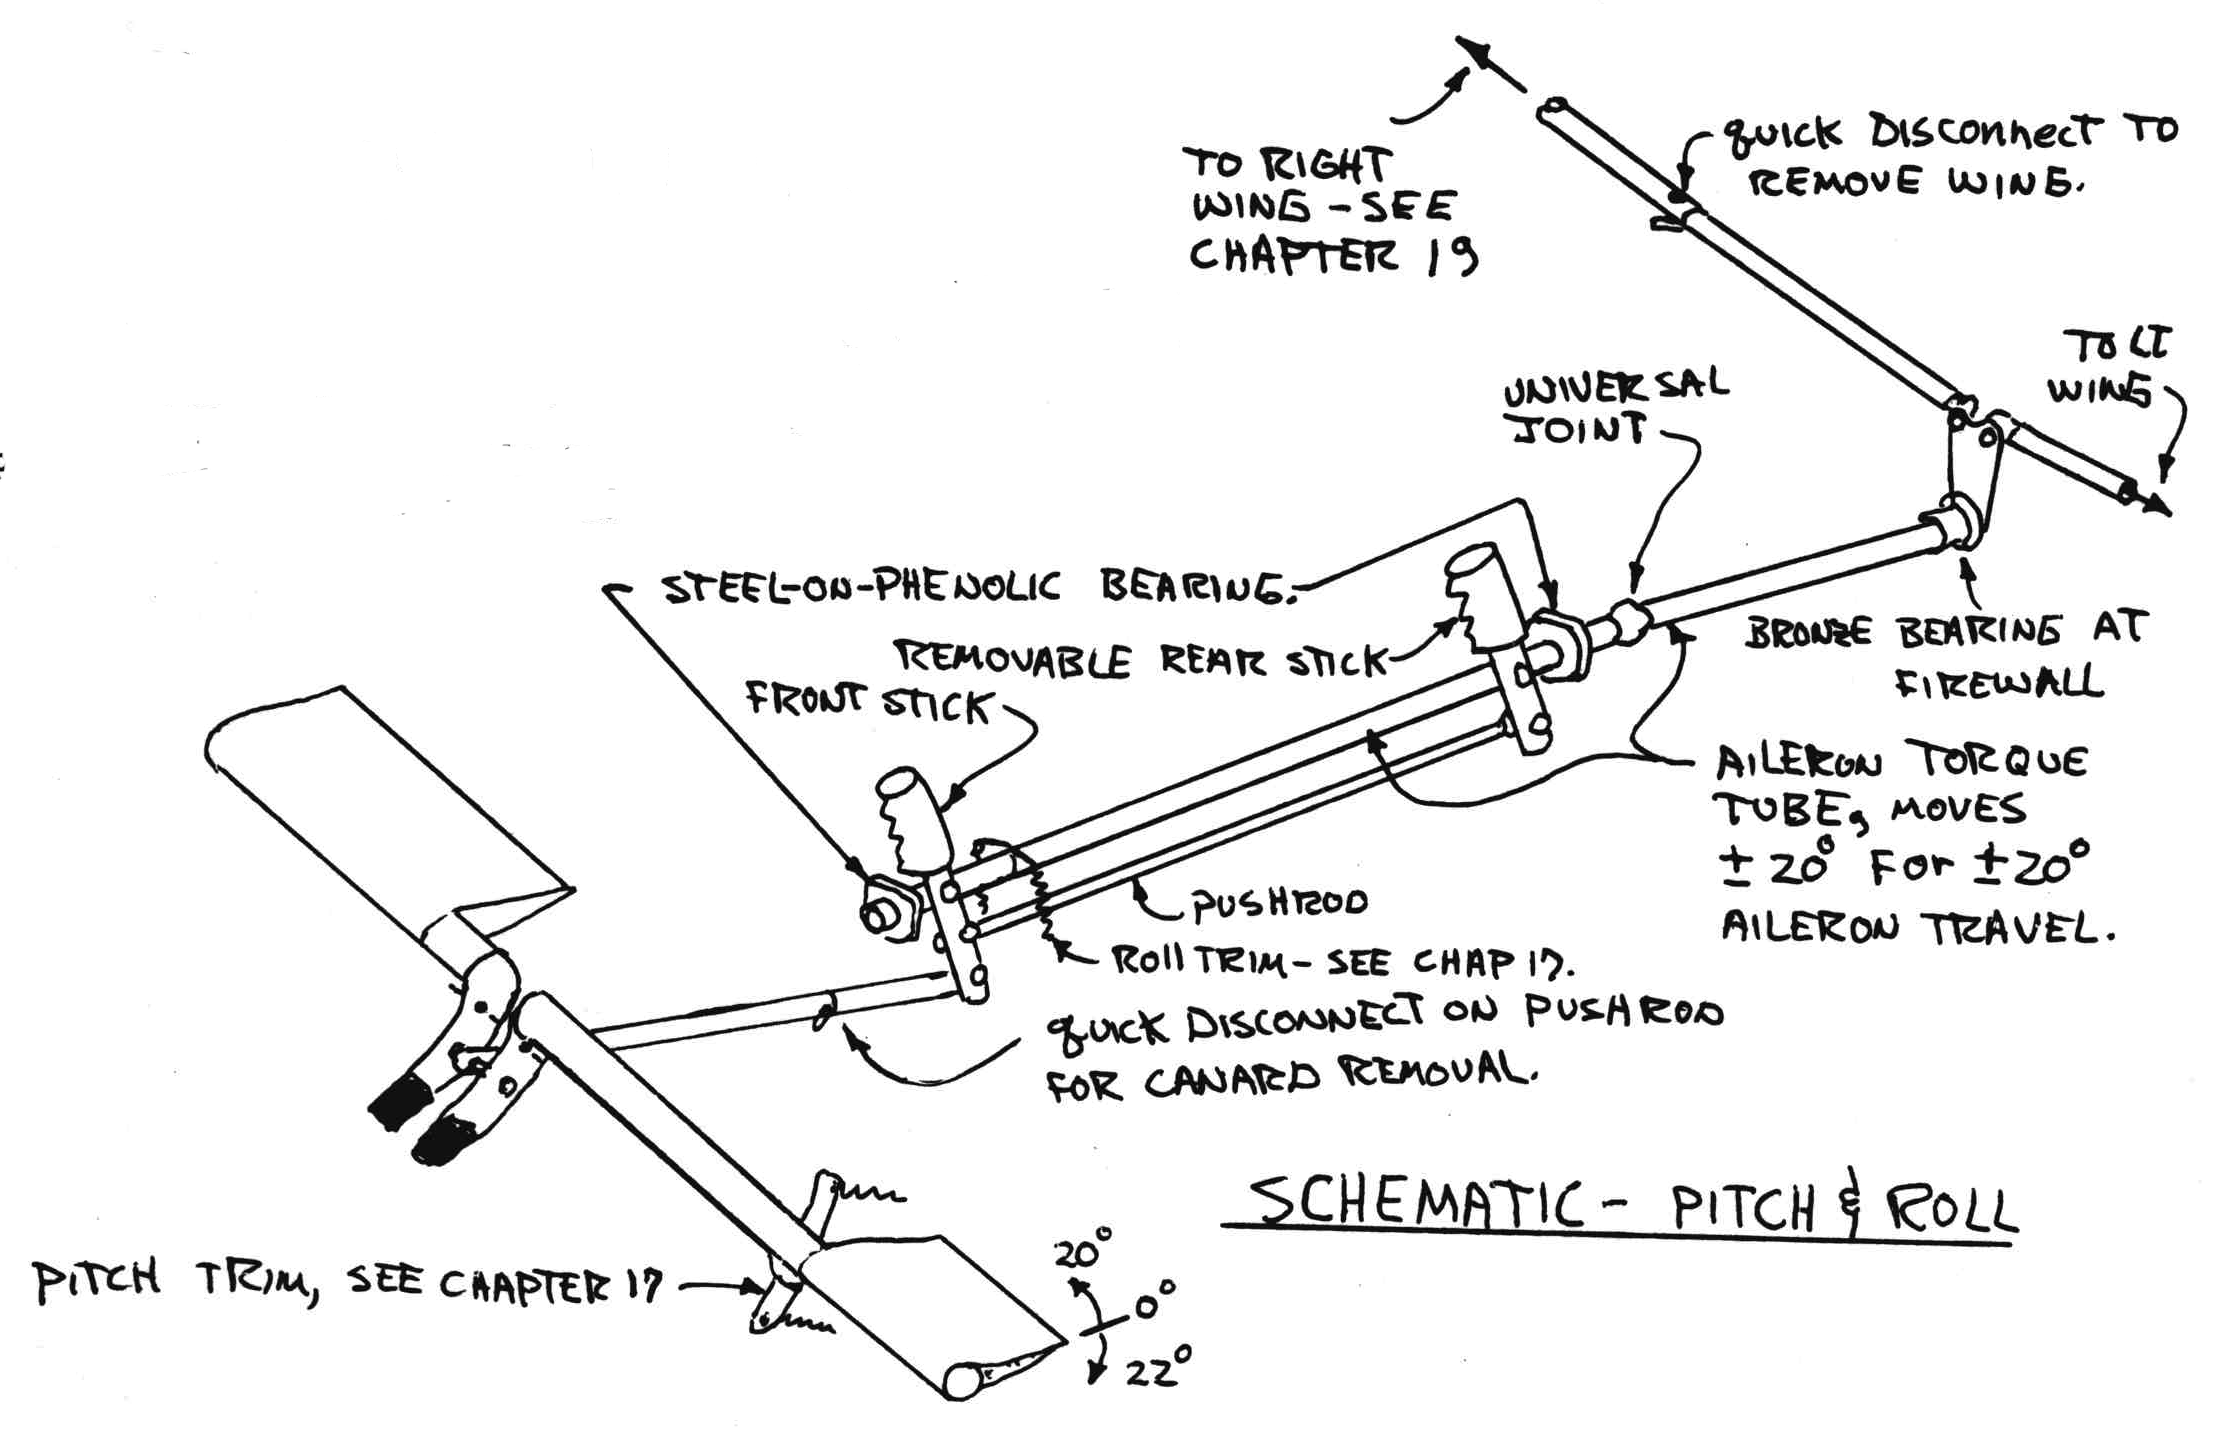 TO RIGHT
WING - SEE
CHAPTER 19
quick DISconnecT TO
REMOVE WING.
TO LT
WING
UNIVERSAL
JOINT
STEEL-ON-PHENOLIC BEARING.
REMOVABLE REAR STICK
FRONT STICK
BRONZE BEARING AT
FIREWALL
AILERON TORQUE
TUBE, MOVES
± 20° For ± 20°
AILERON TRAVEL.
PUSHROD
Roll TRIM - SEE CHAP 17.
quick DISCONNECT ON PUSHROD
FOR CANARD REMOVAL.
SCHEMATIC - PITCH & ROLL
PITCH TRIM, SEE CHAPTER 17
20°
0°
22°